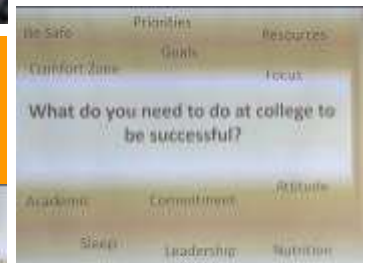 Be Safe Priorities Resources
Goals
Comfort Zone Focus
What do you need to do at college to
be successful?
Academic Commitment Attitude
Sleep Leadership Nutrition